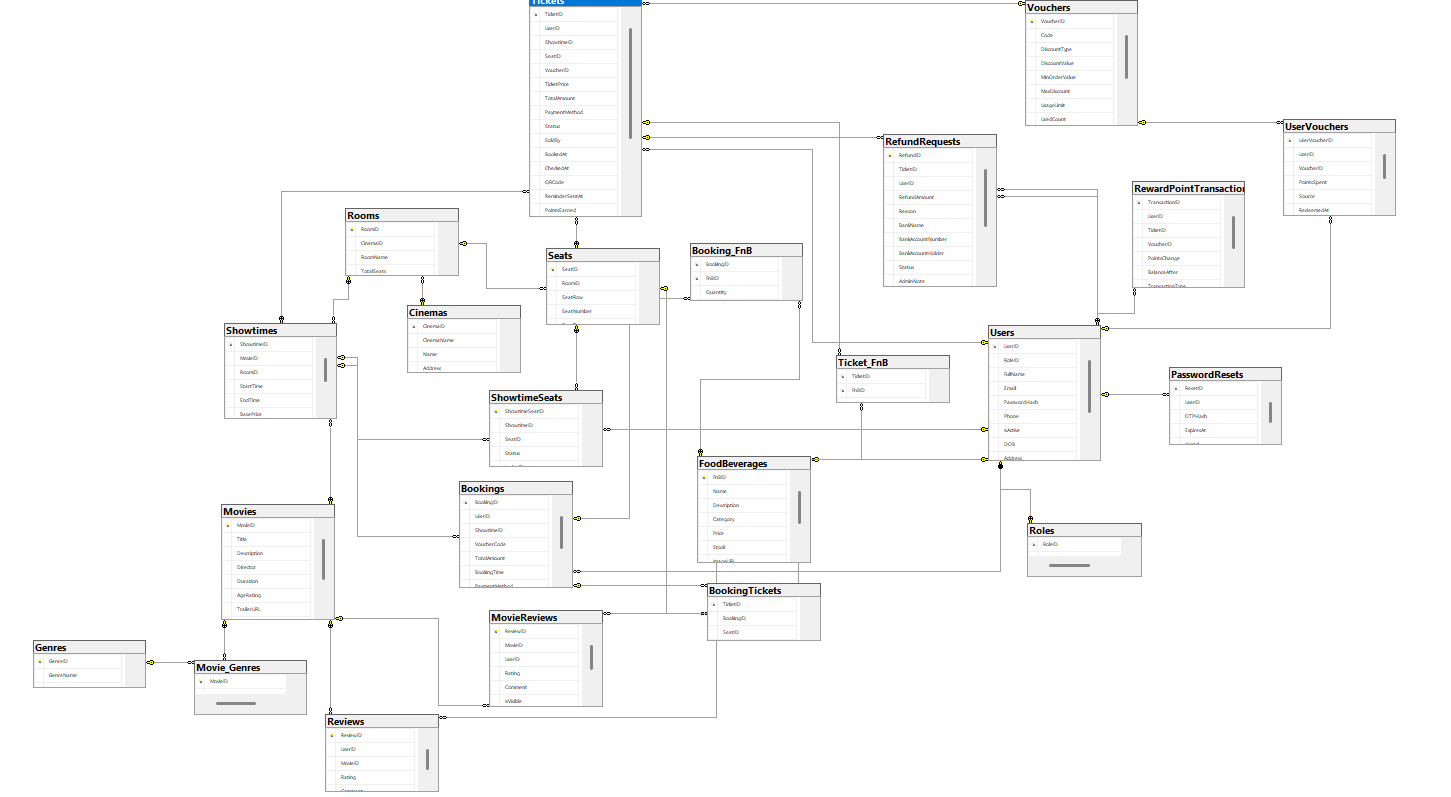 Tickets
TicketID
UserID
ShowtimeID
SeatID
VoucherID
TicketPrice
TotalAmount
PaymentMethod
Status
SoldBy
BookedAt
CheckedAt
QRCode
ReminderSentAt
PointsEarned
Vouchers
VoucherID
Code
DiscountType
DiscountValue
MinOrderValue
MaxDiscount
UsageLimit
UsedCount
UserVouchers
UserVoucherID
UserID
VoucherID
PointsSpent
Source
RedeemedAt
RefundRequests
RefundID
TicketID
UserID
RefundAmount
Reason
BankName
BankAccountNumber
BankAccountHolder
Status
AdminNote
RewardPointTransaction
TransactionID
UserID
TicketID
VoucherID
PointsChange
BalanceAfter
TransactionType
Rooms
RoomID
CinemaID
RoomName
TotalSeats
Seats
SeatID
RoomID
SeatRow
SeatNumber
Booking_FnB
BookingID
FnBID
Quantity
Cinemas
CinemaID
CinemaName
Name
Address
Showtimes
ShowtimeID
MovieID
RoomID
StartTime
EndTime
BasePrice
Users
UserID
RoleID
FullName
Email
PasswordHash
Phone
IsActive
DOB
Address
Ticket_FnB
TicketID
FnBID
PasswordResets
ResetID
UserID
OTPHash
ExpiresAt
ShowtimeSeats
ShowtimeSeatID
ShowtimeID
SeatID
Status
FoodBeverages
FnBID
Name
Description
Category
Price
Stock
ImageURL
Bookings
BookingID
UserID
ShowtimeID
VoucherCode
TotalAmount
BookingTime
PaymentMethod
Movies
MovieID
Title
Description
Director
Duration
AgeRating
TrailerURL
Roles
RoleID
BookingTickets
TicketID
BookingID
SeatID
MovieReviews
ReviewID
MovieID
UserID
Rating
Comment
IsVisible
Genres
GenreID
GenreName
Movie_Genres
MovieID
Reviews
ReviewID
UserID
MovieID
Rating